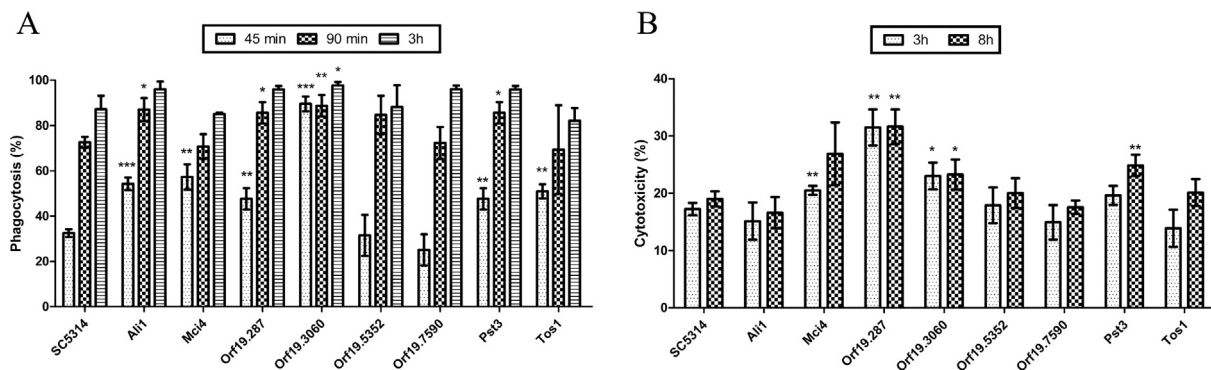 A
45 min 90 min 3h
Phagocytosis (%)
100
80
60
40
20
0
*** * ** ** * *** ** * ** * **
SC5314 Ali1 Mci4 Orf19.287 Orf19.3060 Orf19.5352 Orf19.7590 Pst3 Tos1
B
3h 8h
Cytotoxicity (%)
40
30
20
10
0
** ** ** * * **
SC5314 Ali1 Mci4 Orf19.287 Orf19.3060 Orf19.5352 Orf19.7590 Pst3 Tos1